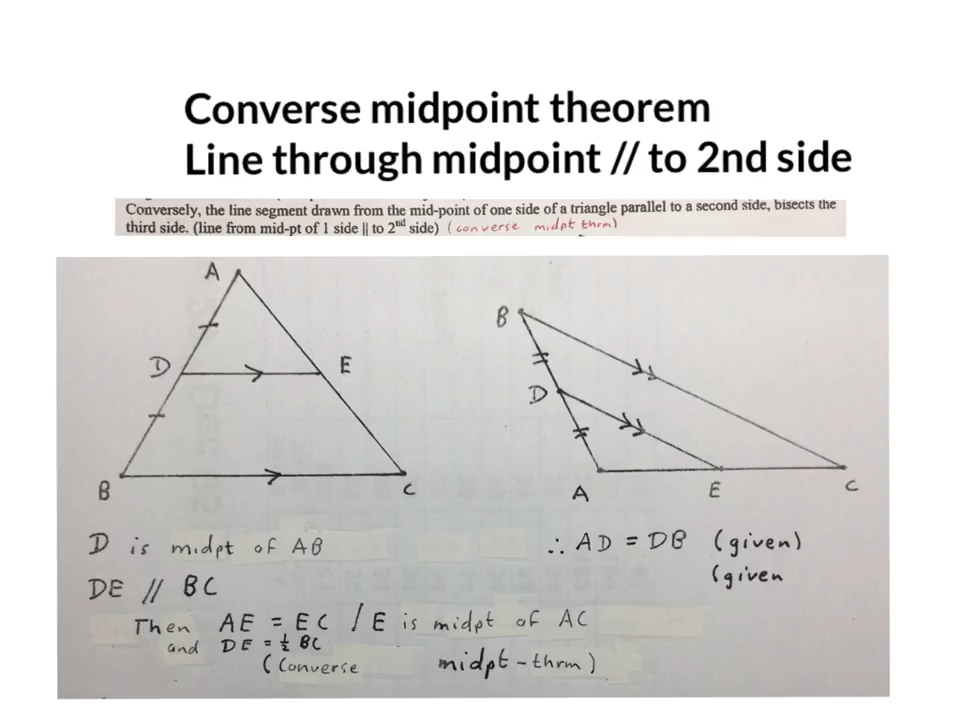 Converse midpoint theorem
Line through midpoint // to 2nd side
Conversely, the line segment drawn from the mid-point of one side of a triangle parallel to a second side, bisects the
third side. (line from mid-pt of 1 side || to 2nd side) (converse midpt thrm)
A
D
E
B
C
B
D
A
E
C
D is midpt of AB
DE // BC
Then AE = EC / E is midpt of AC
and DE = ½ BC
(Converse midpt-thrm)
∴ AD = DB (given)
(given